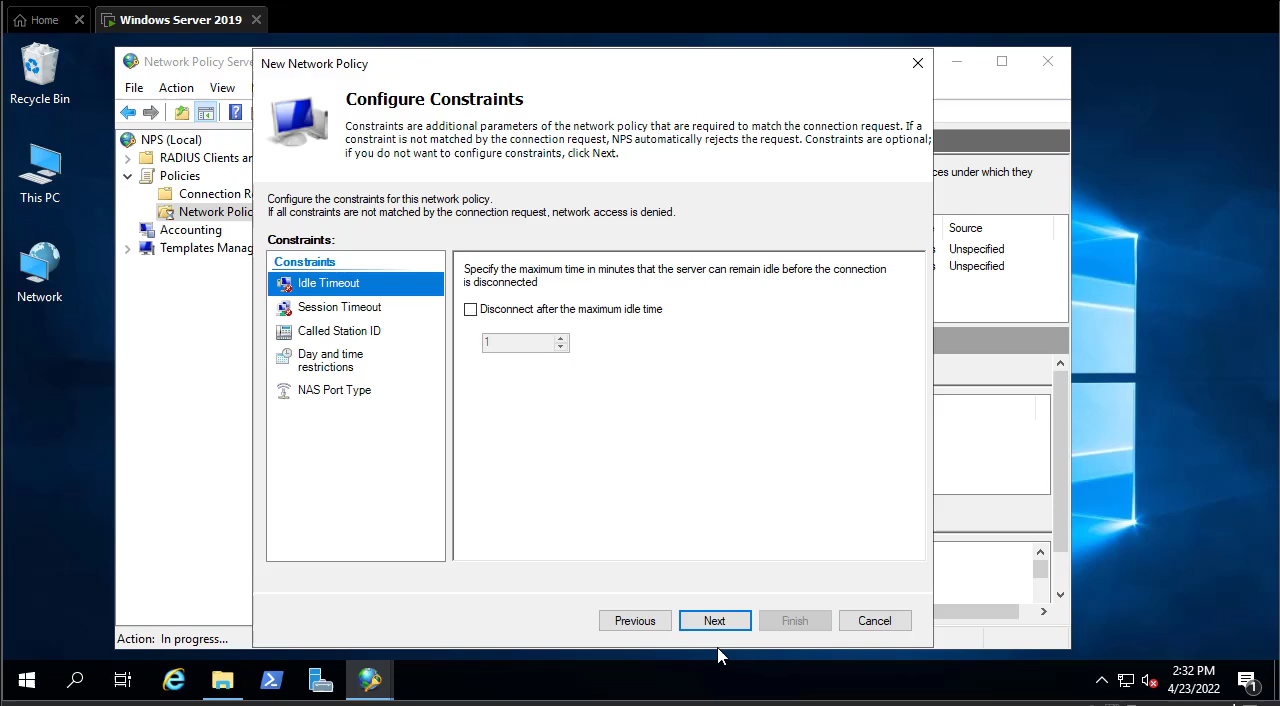 Home
Windows Server 2019
Recycle Bin
This PC
Network
Network Policy Serve
File Action View
NPS (Local)
RADIUS Clients ar
Policies
Connection R
Network Polic
Accounting
Templates Manag
Action: In progress...
New Network Policy
Configure Constraints
Constraints are additional parameters of the network policy that are required to match the connection request. If a
constraint is not matched by the connection request, NPS automatically rejects the request. Constraints are optional;
if you do not want to configure constraints, click Next.
Configure the constraints for this network policy.
If all constraints are not matched by the connection request, network access is denied.
Constraints:
Constraints
Idle Timeout
Session Timeout
Called Station ID
Day and time
restrictions
NAS Port Type
Specify the maximum time in minutes that the server can remain idle before the connection
is disconnected
Disconnect after the maximum idle time
1
Previous Next Finish Cancel
ces under which they
Source
Unspecified
Unspecified
2:32 PM
4/23/2022
1